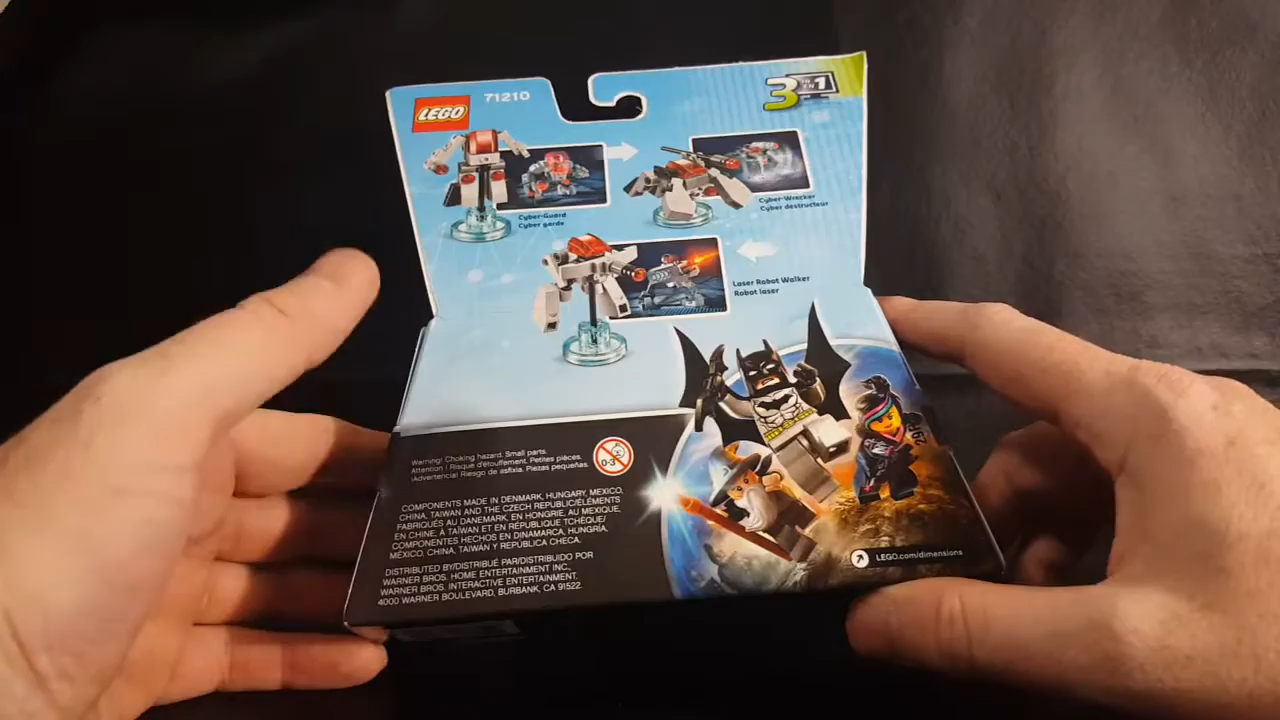 LEGO 71210
3 IN EN 1
Cyber-Guard
Cyber garde
Cyber-Wrecker
Cyber destructeur
Laser Robot Walker
Robot laser
Warning! Choking hazard. Small parts.
Attention ! Risque d'étouffement. Petites pièces.
¡Advertencia! Riesgo de asfixia. Piezas pequeñas.
0-3
COMPONENTS MADE IN DENMARK, HUNGARY, MEXICO,
CHINA, TAIWAN AND THE CZECH REPUBLIC/ÉLÉMENTS
FABRIQUÉS AU DANEMARK, EN HONGRIE, AU MEXIQUE,
EN CHINE, À TAÏWAN ET EN RÉPUBLIQUE TCHÈQUE/
COMPONENTES HECHOS EN DINAMARCA, HUNGRÍA,
MÉXICO, CHINA, TAIWÁN Y REPÚBLICA CHECA.
DISTRIBUTED BY/DISTRIBUÉ PAR/DISTRIBUIDO POR
WARNER BROS. HOME ENTERTAINMENT INC.,
WARNER BROS. INTERACTIVE ENTERTAINMENT,
4000 WARNER BOULEVARD, BURBANK, CA 91522.
LEGO.com/dimensions